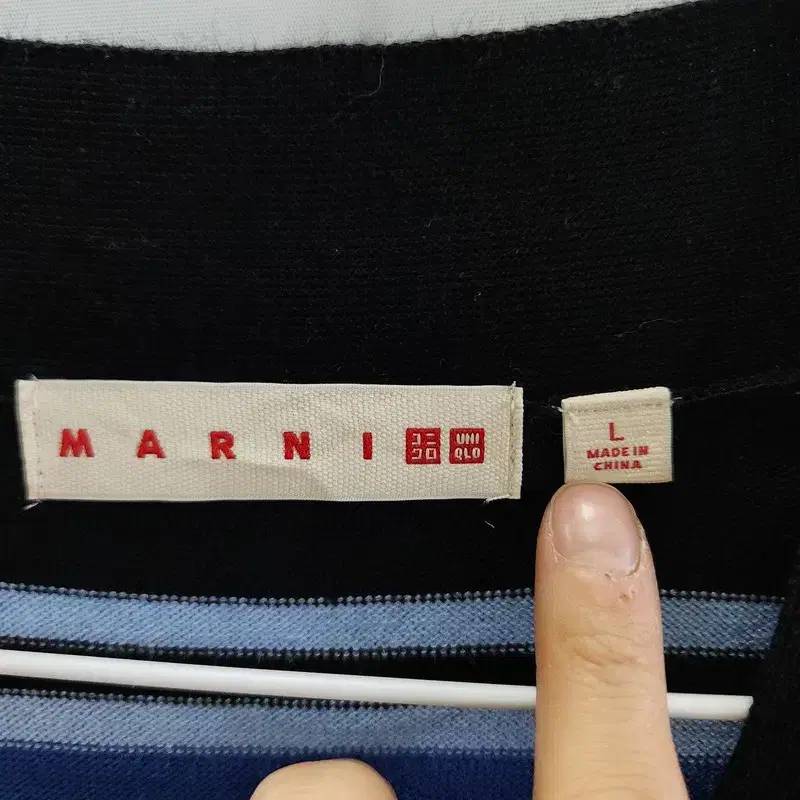 MARNI ユニ UNI
クロ QLO
L
MADE IN
CHINA